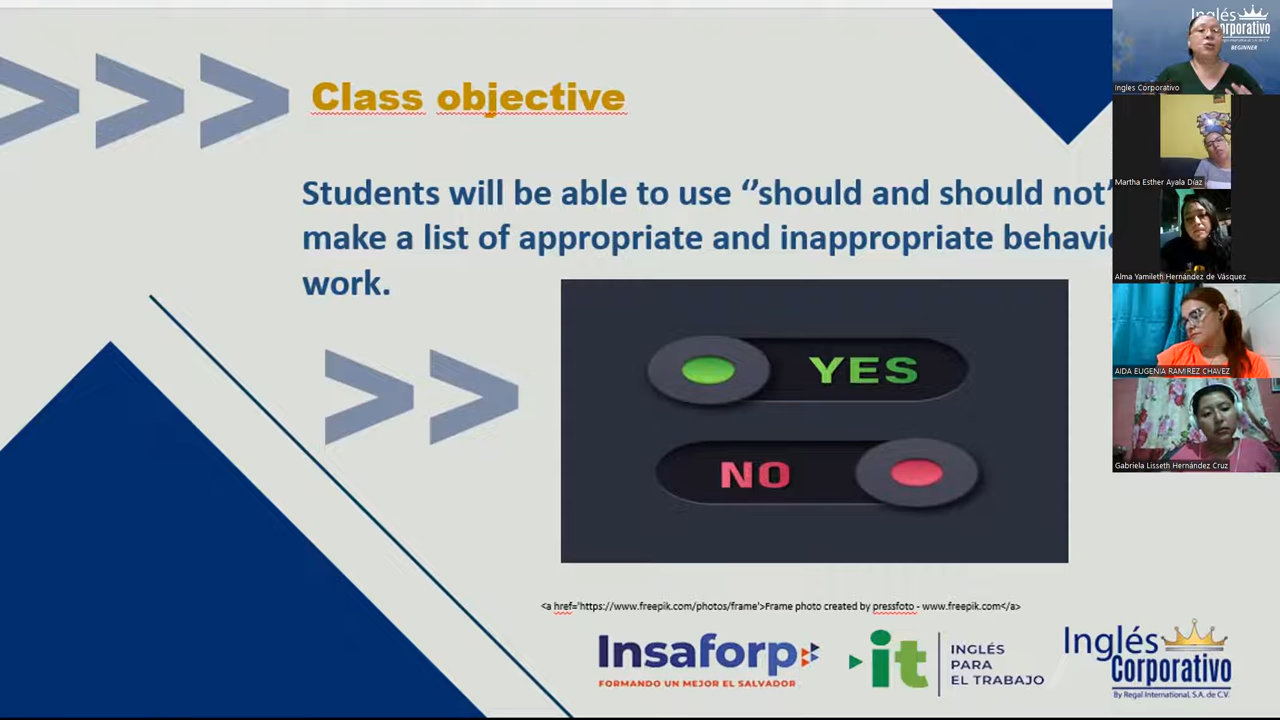 Class objective
Students will be able to use ‘’should and should not’
make a list of appropriate and inappropriate behavio
work.
YES
NO
<a href='https://www.freepik.com/photos/frame'>Frame photo created by pressfoto - www.freepik.com</a>
Insaforp
FORMANDO UN MEJOR EL SALVADOR
it
INGLÉS
PARA
EL TRABAJO
Inglés
Corporativo
By Regal International, S.A. de C.V.
Inglés
orporativo
BEGINNER
Ingles Corporativo
Martha Esther Ayala Díaz
Alma Yamileth Hernández de Vásquez
AIDA EUGENIA RAMIREZ CHAVEZ
Gabriela Lisseth Hernández Cruz